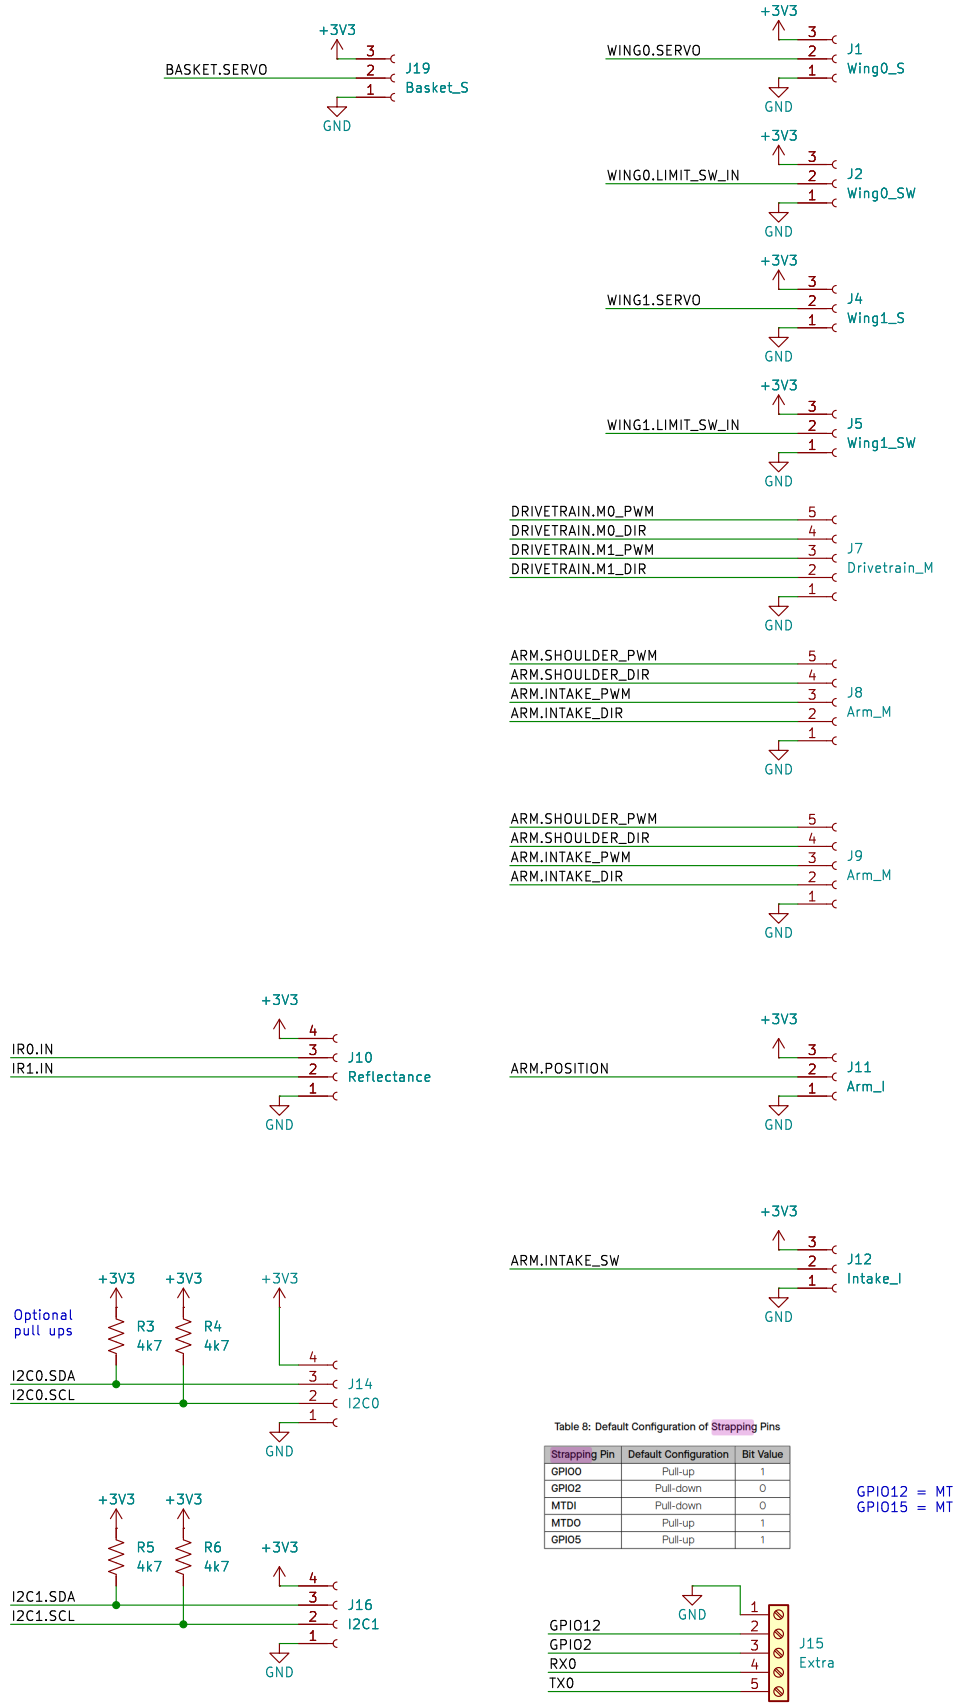 +3V3
3
BASKET.SERVO
2
1
J19
Basket_S
GND
+3V3
3
WING0.SERVO
2
1
J1
Wing0_S
GND
+3V3
3
WING0.LIMIT_SW_IN
2
1
J2
Wing0_SW
GND
+3V3
3
WING1.SERVO
2
1
J4
Wing1_S
GND
+3V3
3
WING1.LIMIT_SW_IN
2
1
J5
Wing1_SW
GND
DRIVETRAIN.M0_PWM 5
DRIVETRAIN.M0_DIR 4
DRIVETRAIN.M1_PWM 3
DRIVETRAIN.M1_DIR 2
1
J7
Drivetrain_M
GND
ARM.SHOULDER_PWM 5
ARM.SHOULDER_DIR 4
ARM.INTAKE_PWM 3
ARM.INTAKE_DIR 2
1
J8
Arm_M
GND
ARM.SHOULDER_PWM 5
ARM.SHOULDER_DIR 4
ARM.INTAKE_PWM 3
ARM.INTAKE_DIR 2
1
J9
Arm_M
GND
+3V3
4
IR0.IN 3
IR1.IN 2
1
J10
Reflectance
GND
+3V3
3
ARM.POSITION 2
1
J11
Arm_I
GND
+3V3
3
ARM.INTAKE_SW 2
1
J12
Intake_I
GND
+3V3 +3V3 +3V3
Optional
pull ups
R3
4k7
R4
4k7
4
I2C0.SDA 3
I2C0.SCL 2
1
J14
I2C0
GND
+3V3 +3V3 +3V3
R5
4k7
R6
4k7
4
I2C1.SDA 3
I2C1.SCL 2
1
J16
I2C1
GND
Table 8: Default Configuration of Strapping Pins
Strapping Pin Default Configuration Bit Value
GPIO0 Pull-up 1
GPIO2 Pull-down 0
MTDI Pull-down 0
MTDO Pull-up 1
GPIO5 Pull-up 1
GPIO12 = MT
GPIO15 = MT
GND
1
GPIO12 2
GPIO2 3
RX0 4
TX0 5
J15
Extra